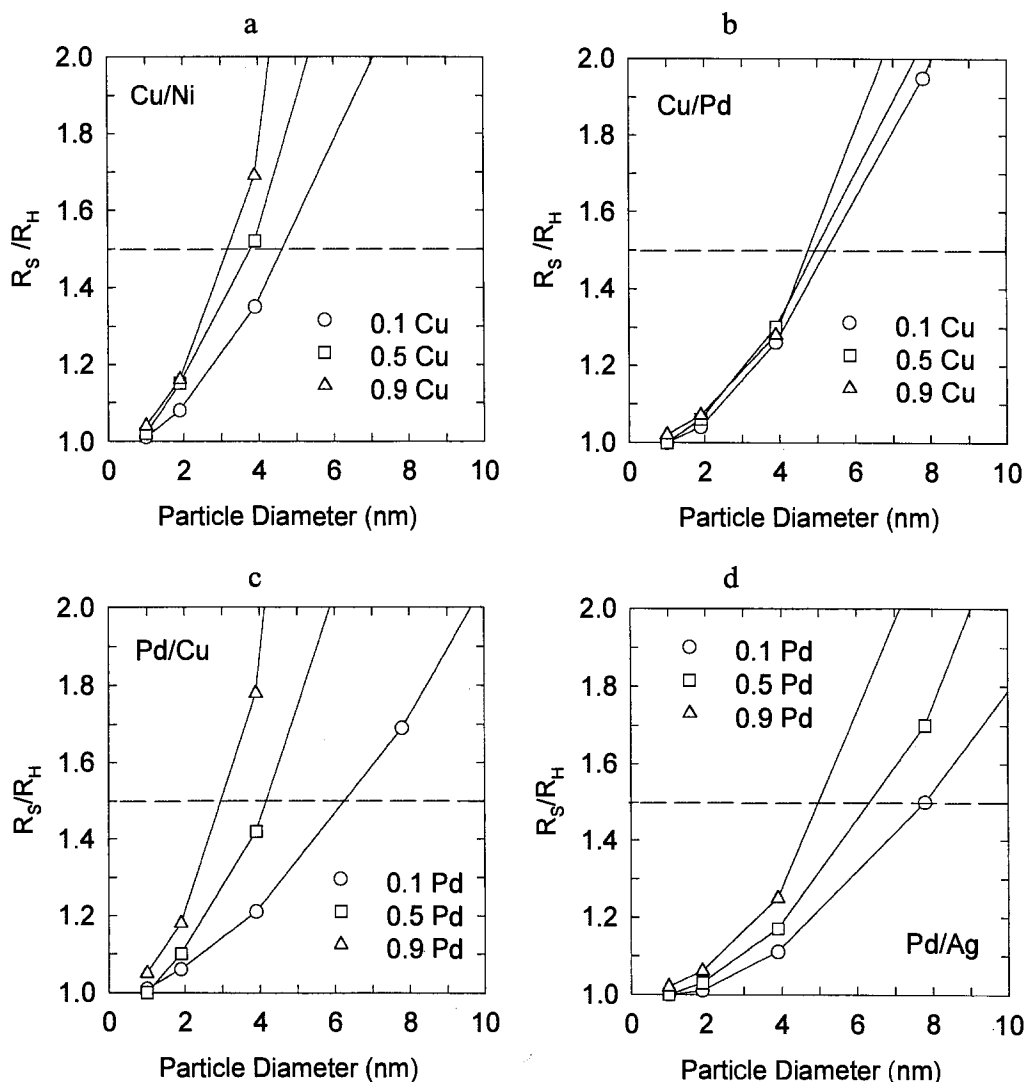 a
2.0
Cu/Ni
1.8
1.6
R_S/R_H
1.4
0.1 Cu
0.5 Cu
1.2
0.9 Cu
1.0
0 2 4 6 8 10
Particle Diameter (nm)
b
2.0
Cu/Pd
1.8
1.6
R_S/R_H
1.4
0.1 Cu
0.5 Cu
1.2
0.9 Cu
1.0
0 2 4 6 8 10
Particle Diameter (nm)
c
2.0
Pd/Cu
1.8
1.6
R_S/R_H
1.4
0.1 Pd
0.5 Pd
1.2
0.9 Pd
1.0
0 2 4 6 8 10
Particle Diameter (nm)
d
2.0
0.1 Pd
0.5 Pd
1.8
0.9 Pd
1.6
R_S/R_H
1.4
1.2
Pd/Ag
1.0
0 2 4 6 8 10
Particle Diameter (nm)